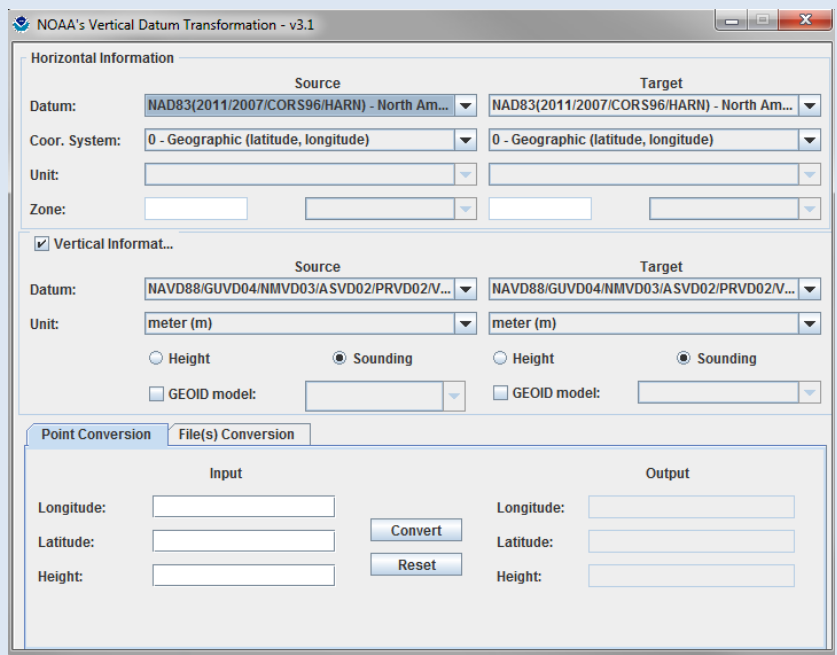 NOAA's Vertical Datum Transformation - v3.1
Horizontal Information
Source Target
Datum: NAD83(2011/2007/CORS96/HARN) - North Am... NAD83(2011/2007/CORS96/HARN) - North Am...
Coor. System: 0 - Geographic (latitude, longitude) 0 - Geographic (latitude, longitude)
Unit:
Zone:
Vertical Informat...
Source Target
Datum: NAVD88/GUVD04/NMVD03/ASVD02/PRVD02/V... NAVD88/GUVD04/NMVD03/ASVD02/PRVD02/V...
Unit: meter (m) meter (m)
Height Sounding Height Sounding
GEOID model: GEOID model:
Point Conversion File(s) Conversion
Input Output
Longitude: Longitude:
Convert
Latitude: Latitude:
Reset
Height: Height: